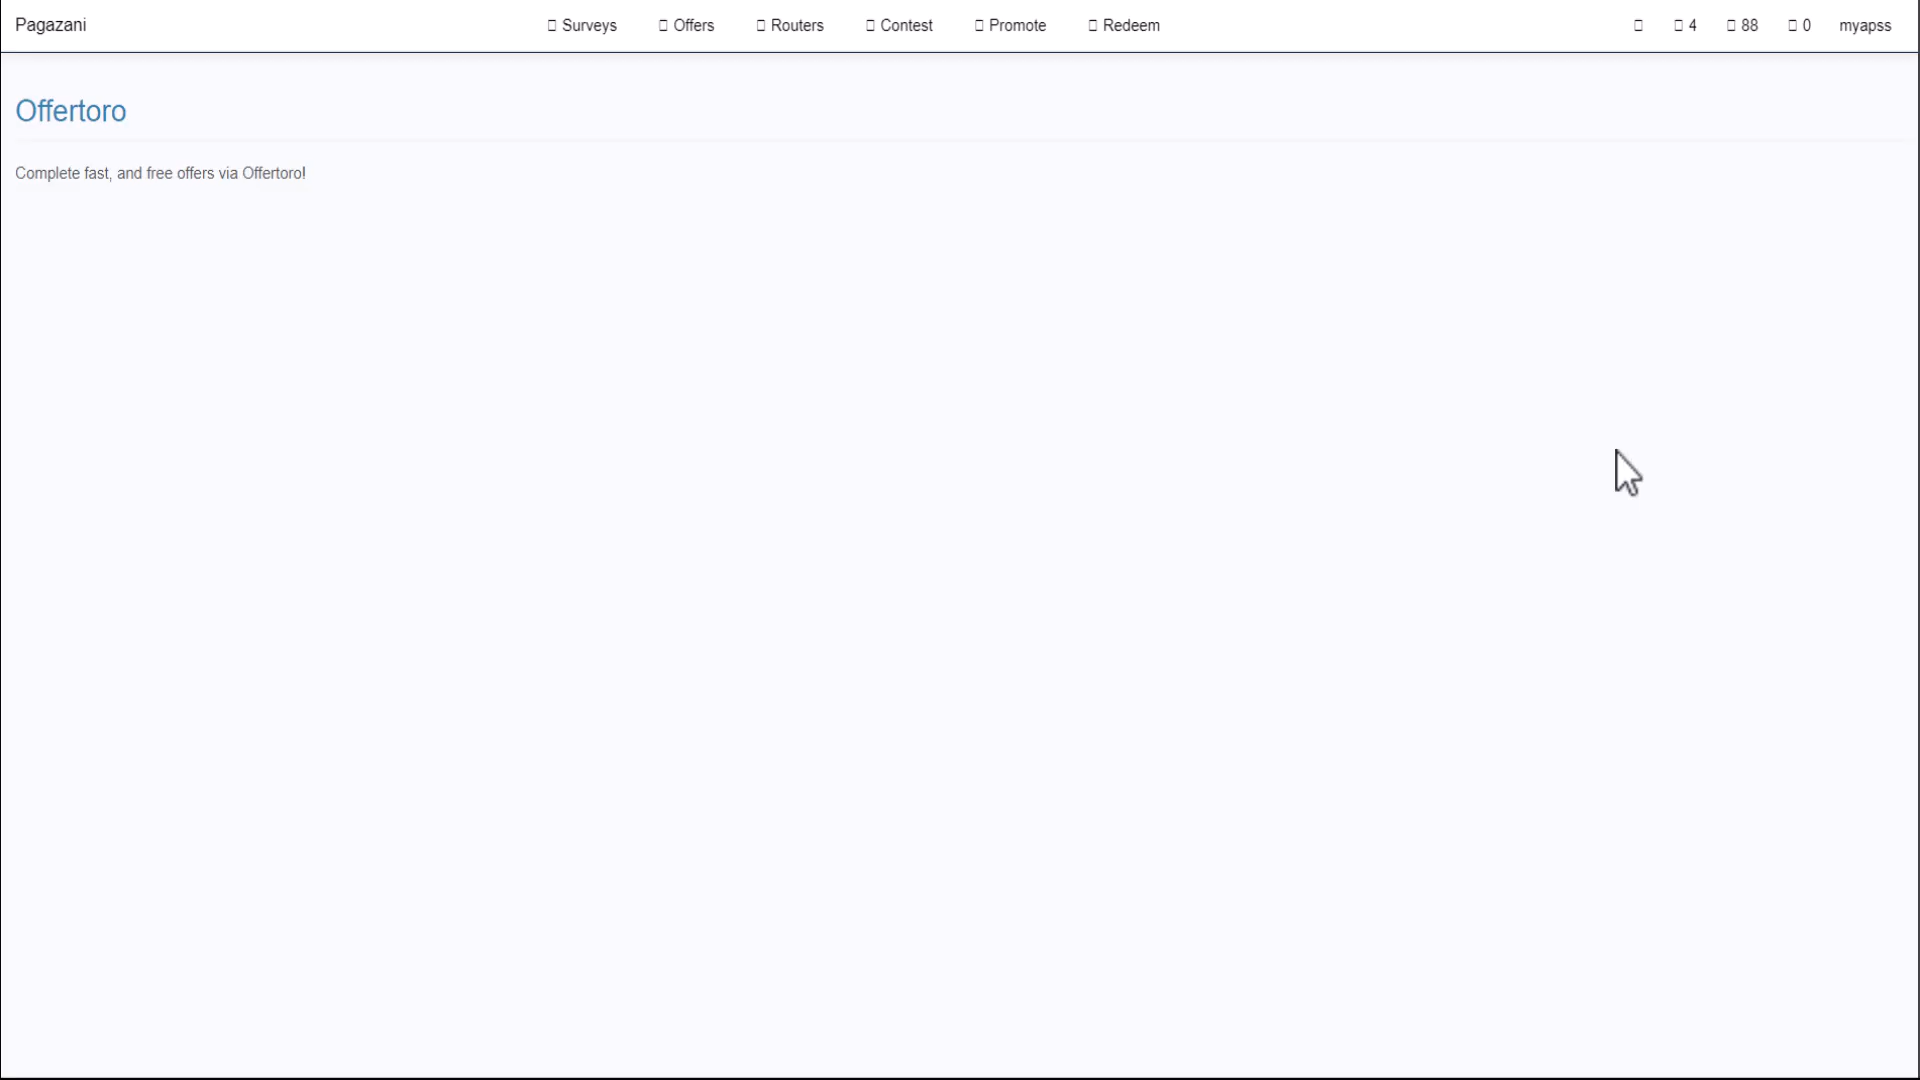 Pagazani
Surveys Offers Routers Contest Promote Redeem
4 88 0 myapss
Offertoro
Complete fast, and free offers via Offertoro!